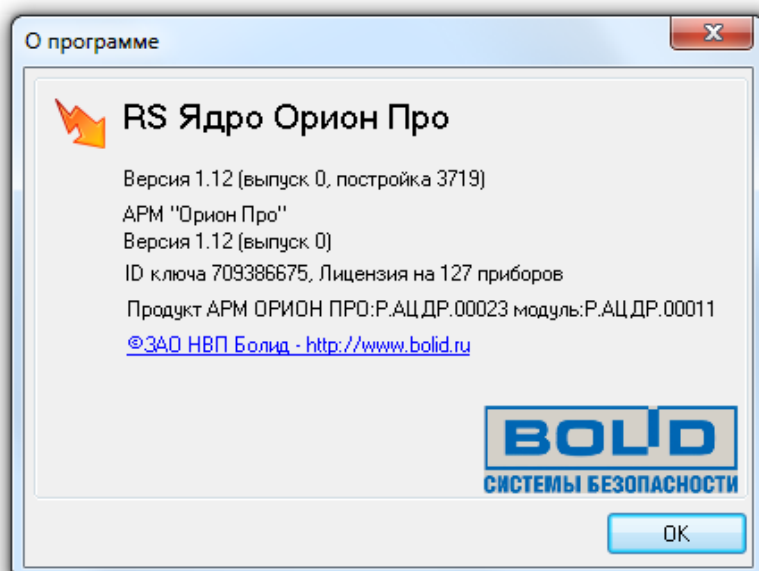 О программе
RS Ядро Орион Про
Версия 1.12 (выпуск 0, постройка 3719)
АРМ "Орион Про"
Версия 1.12 (выпуск 0)
ID ключа 709386675, Лицензия на 127 приборов
Продукт АРМ ОРИОН ПРО:Р.АЦДР.00023 модуль:Р.АЦДР.00011
©ЗАО НВП Болид - http://www.bolid.ru
BOLID
СИСТЕМЫ БЕЗОПАСНОСТИ
OK